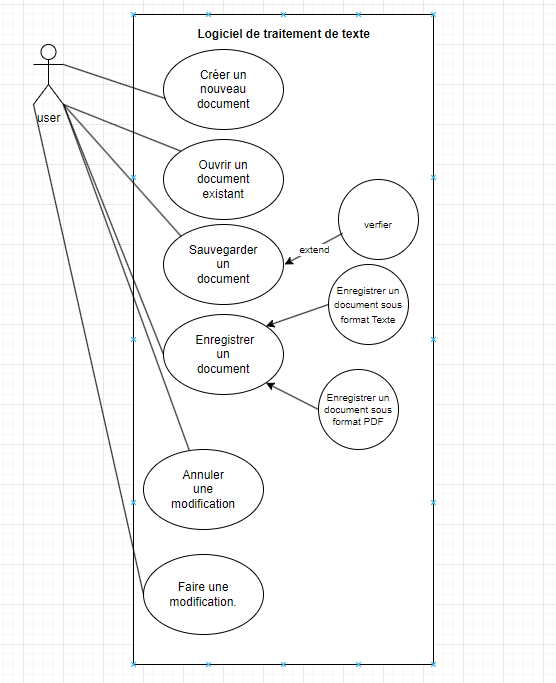 Logiciel de traitement de texte
Créer un
nouveau
document
user
Ouvrir un
document
existant
verfier
extend
Sauvegarder
un
document
Enregistrer un
document sous
format Texte
Enregistrer
un
document
Enregistrer un
document sous
format PDF
Annuler
une
modification
Faire une
modification.